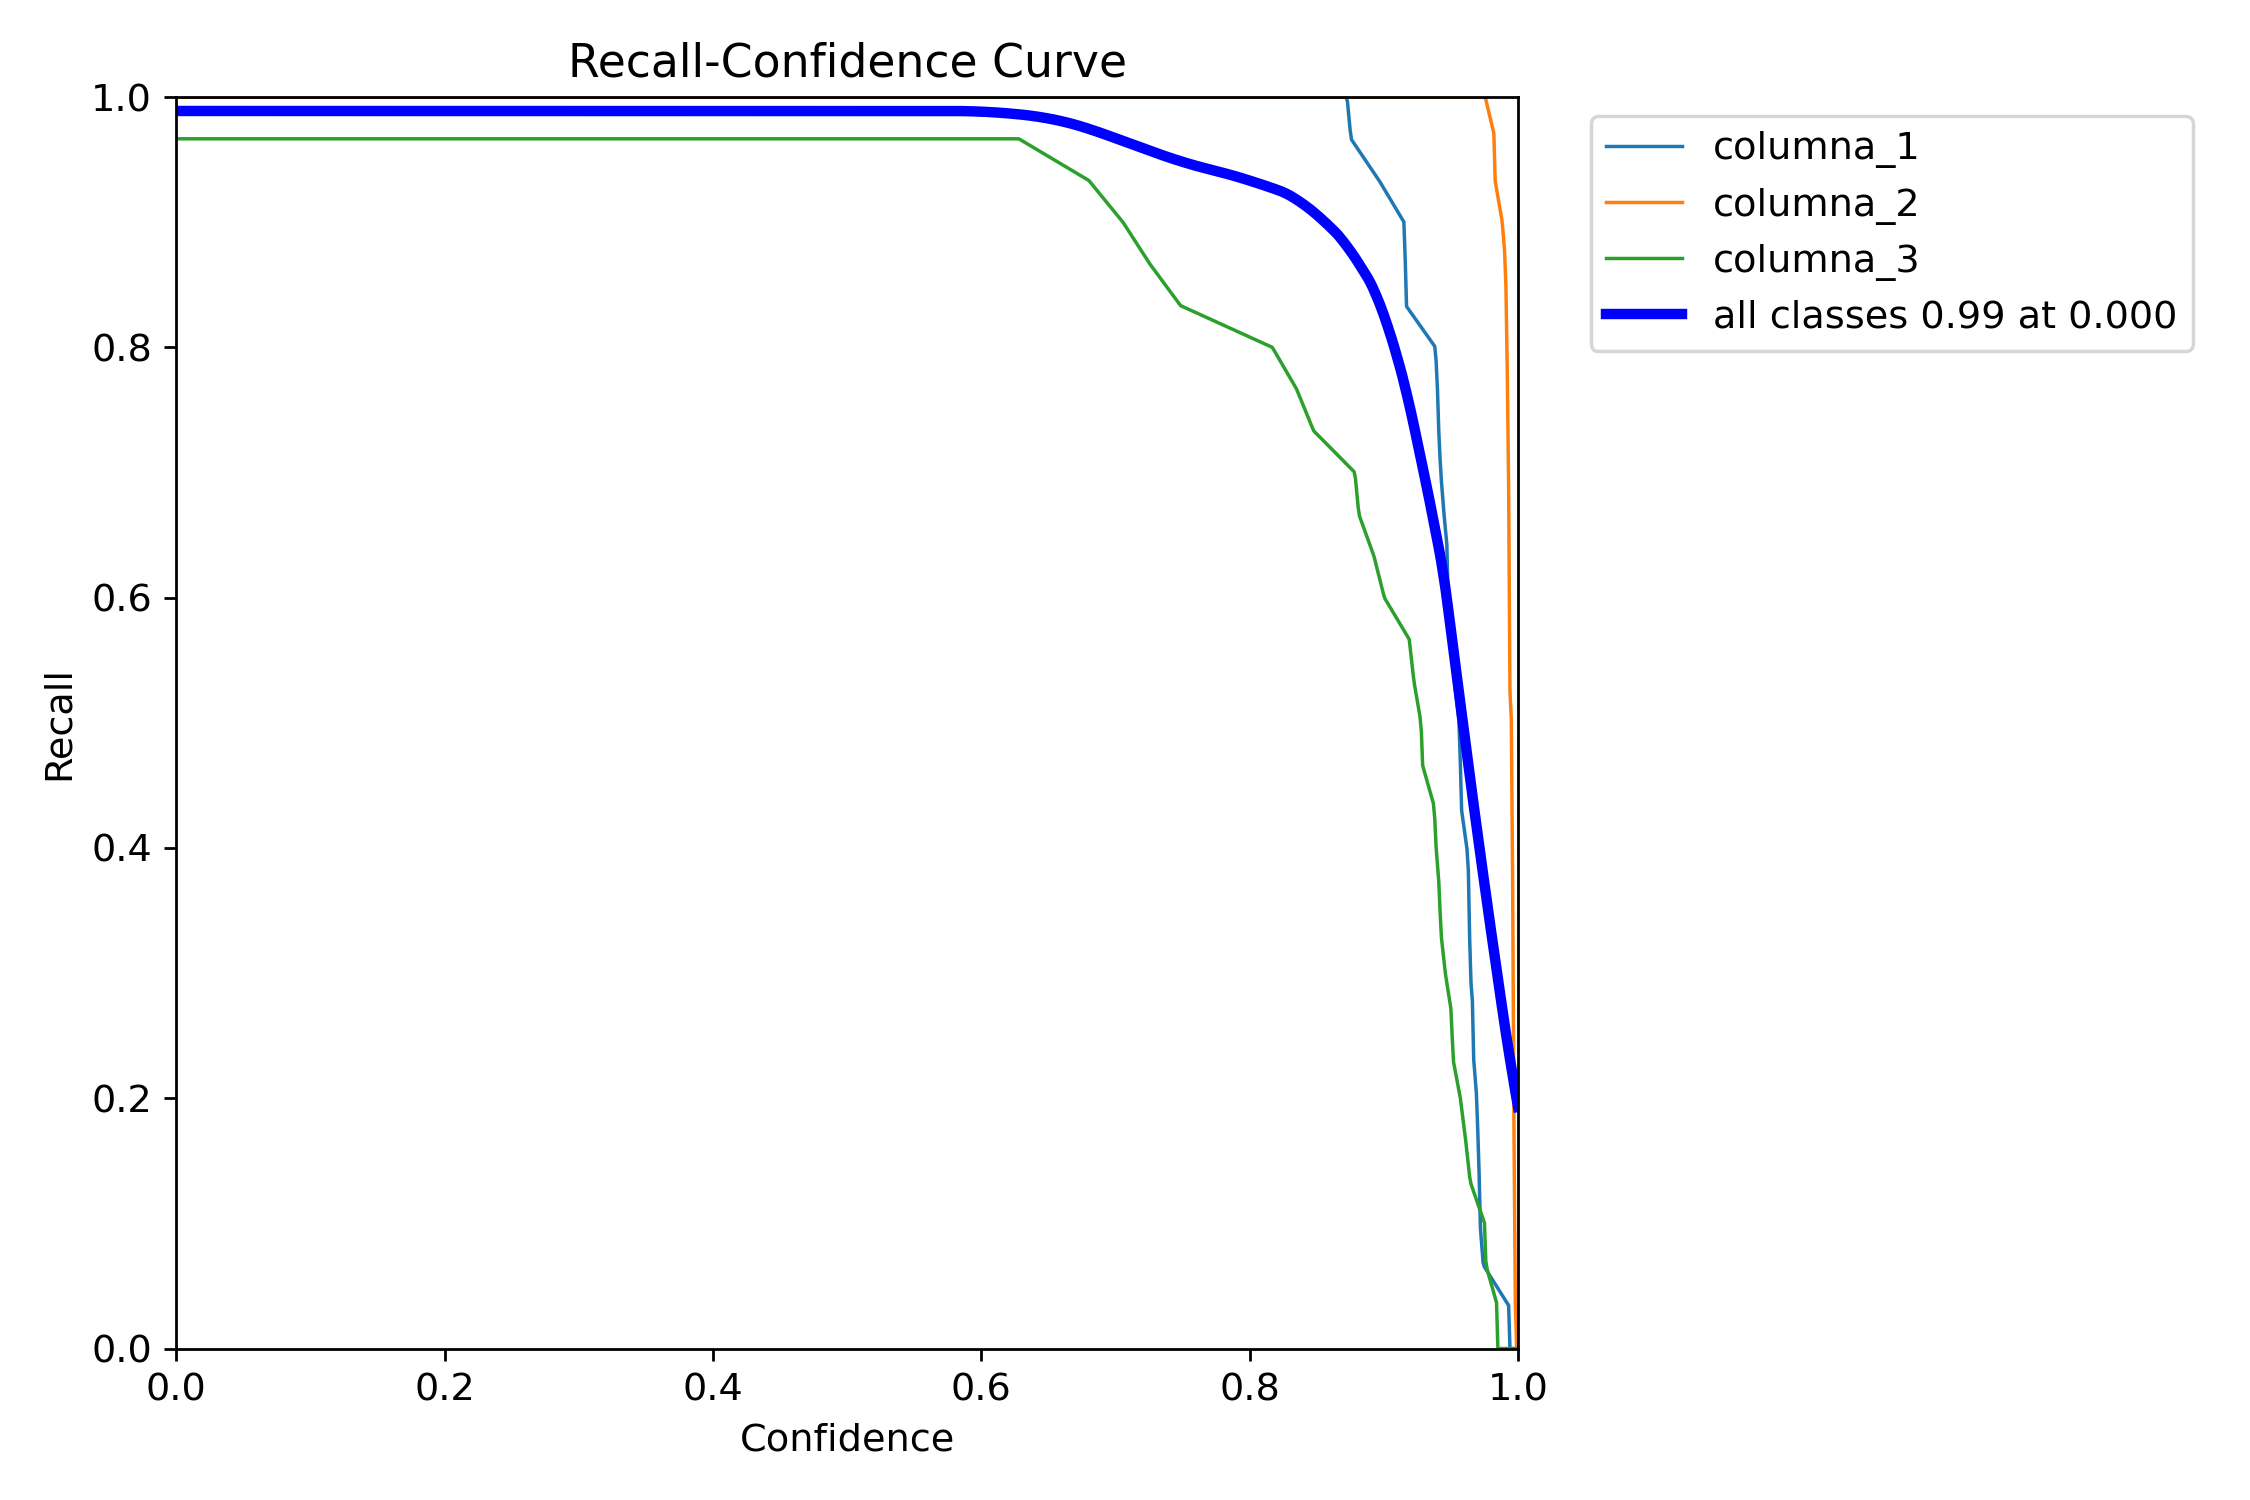 Recall-Confidence Curve
1.0
0.8
0.6
0.4
0.2
0.0
Recall
0.0 0.2 0.4 0.6 0.8 1.0
Confidence
columna_1
columna_2
columna_3
all classes 0.99 at 0.000